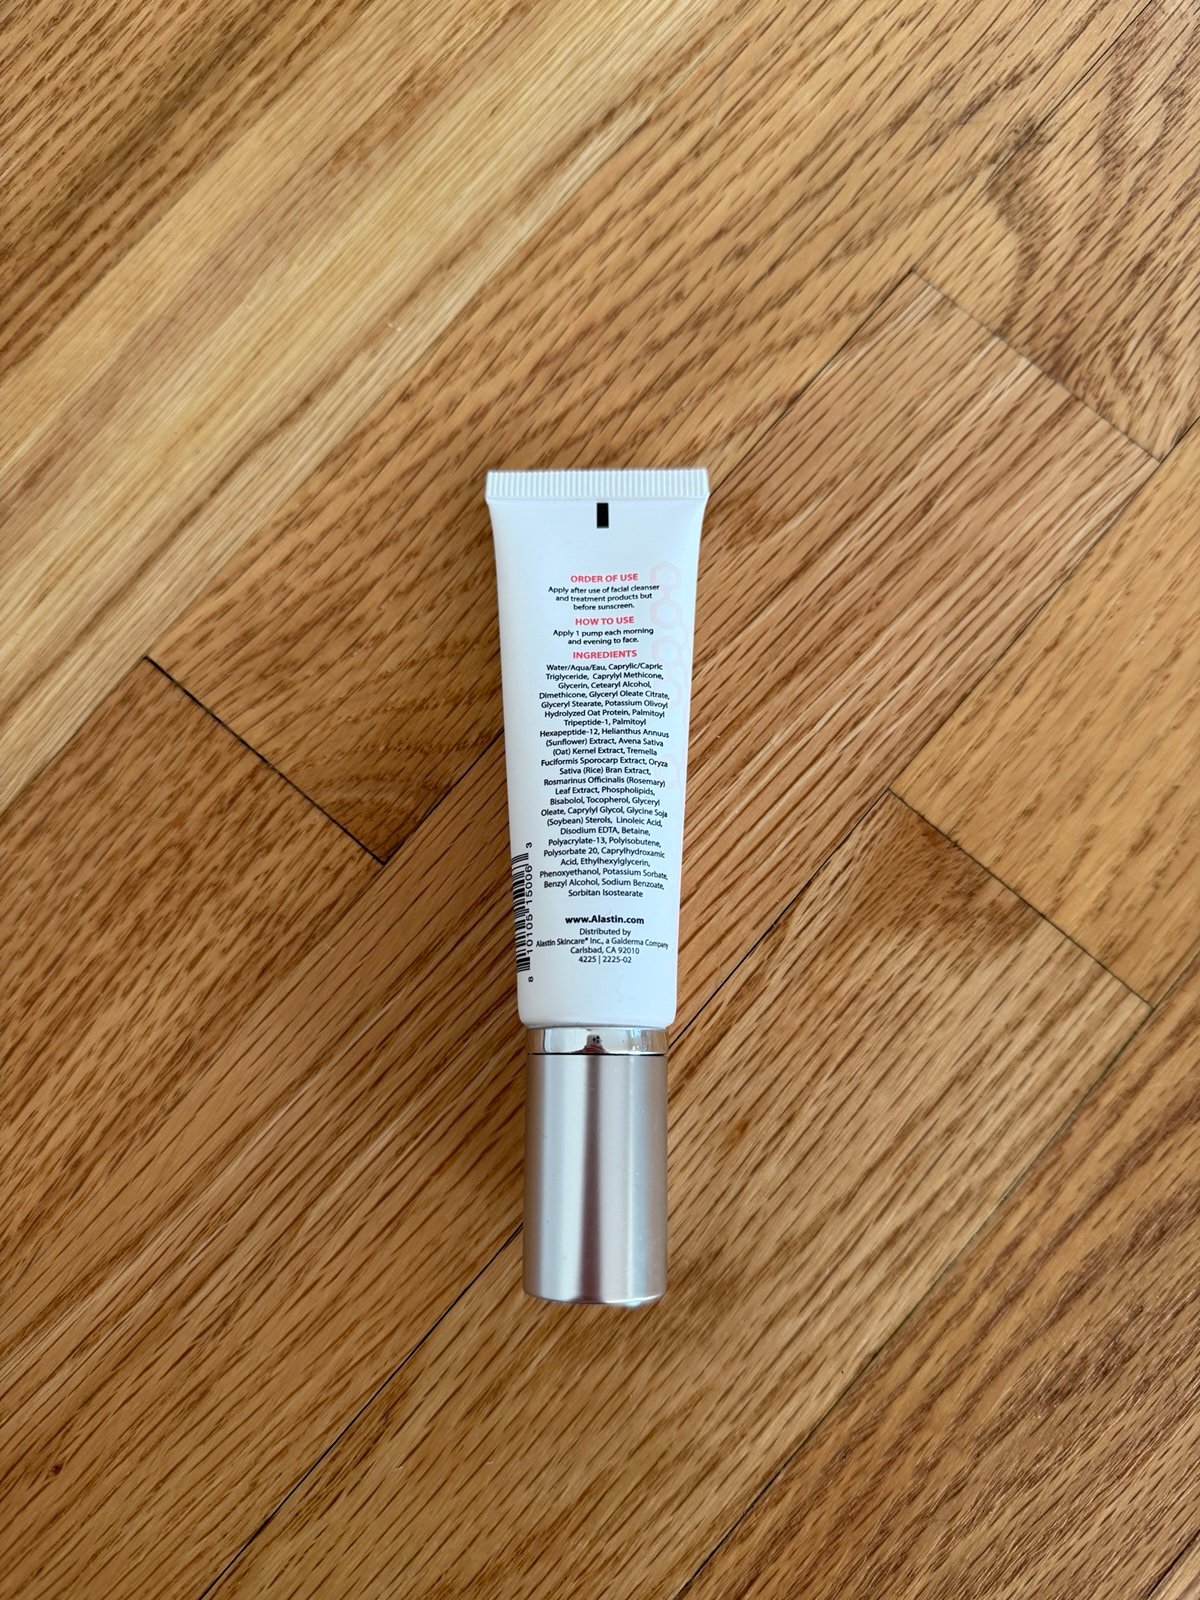 ORDER OF USE
Apply after use of facial cleanser
and treatment products but
before sunscreen.
HOW TO USE
Apply 1 pump each morning
and evening to face.
INGREDIENTS
Water/Aqua/Eau, Caprylic/Capric
Triglyceride, Caprylyl Methicone,
Glycerin, Cetearyl Alcohol,
Dimethicone, Glyceryl Oleate Citrate,
Glyceryl Stearate, Potassium Olivoyl
Hydrolyzed Oat Protein, Palmitoyl
Tripeptide-1, Palmitoyl
Hexapeptide-12, Helianthus Annuus
(Sunflower) Extract, Avena Sativa
(Oat) Kernel Extract, Tremella
Fuciformis Sporocarp Extract, Oryza
Sativa (Rice) Bran Extract,
Rosmarinus Officinalis (Rosemary)
Leaf Extract, Phospholipids,
Bisabolol, Tocopherol, Glyceryl
Oleate, Caprylyl Glycol, Glycine Soja
(Soybean) Sterols, Linoleic Acid,
Disodium EDTA, Betaine,
Polyacrylate-13, Polyisobutene,
Polysorbate 20, Caprylhydroxamic
Acid, Ethylhexylglycerin,
Phenoxyethanol, Potassium Sorbate,
Benzyl Alcohol, Sodium Benzoate,
Sorbitan Isostearate
www.Alastin.com
Distributed by
Alastin Skincare® Inc., a Galderma Company
Carlsbad, CA 92010
4225 | 2225-02
8 10105 15006 3